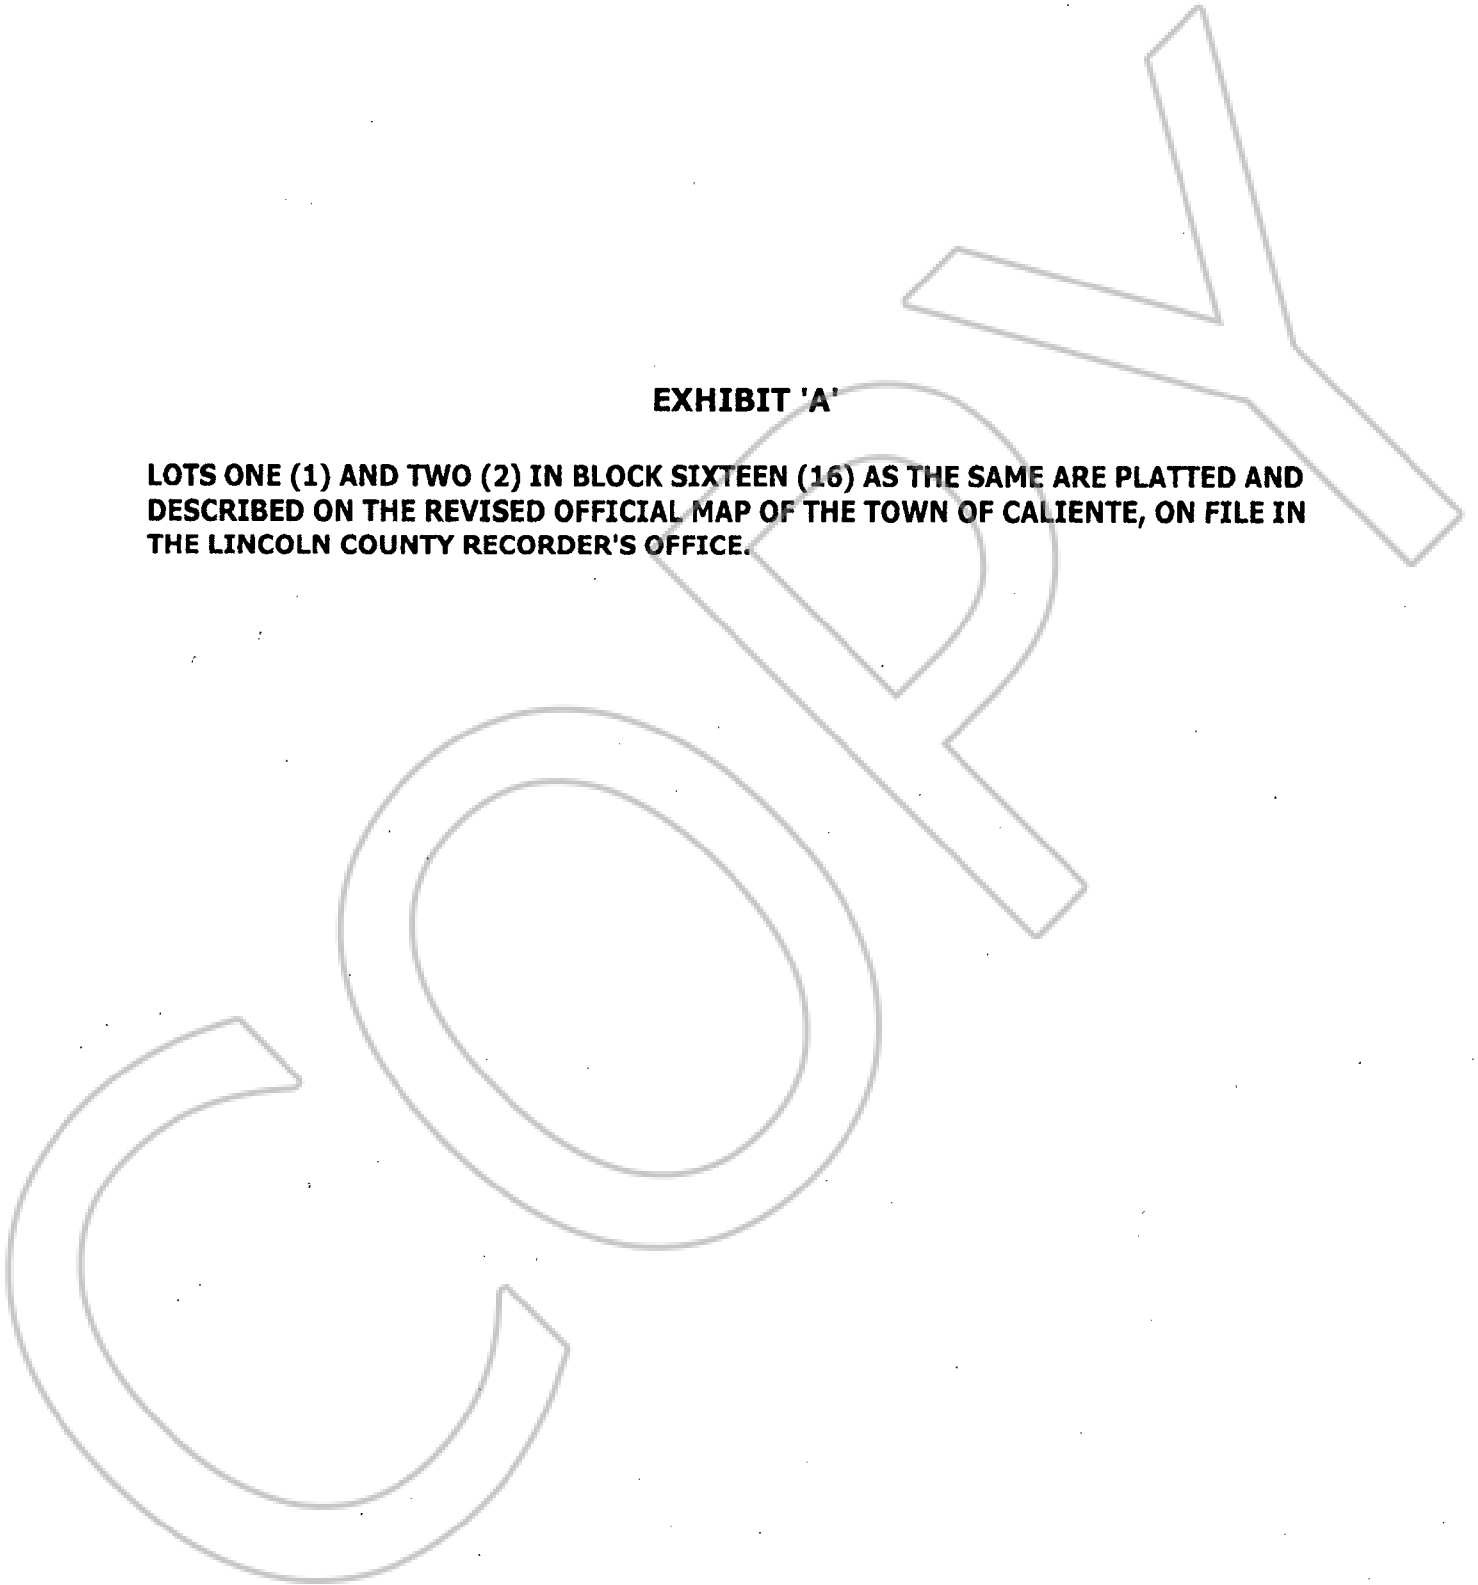 EXHIBIT 'A'
LOTS ONE (1) AND TWO (2) IN BLOCK SIXTEEN (16) AS THE SAME ARE PLATTED AND
DESCRIBED ON THE REVISED OFFICIAL MAP OF THE TOWN OF CALIENTE, ON FILE IN
THE LINCOLN COUNTY RECORDER'S OFFICE.
COPY